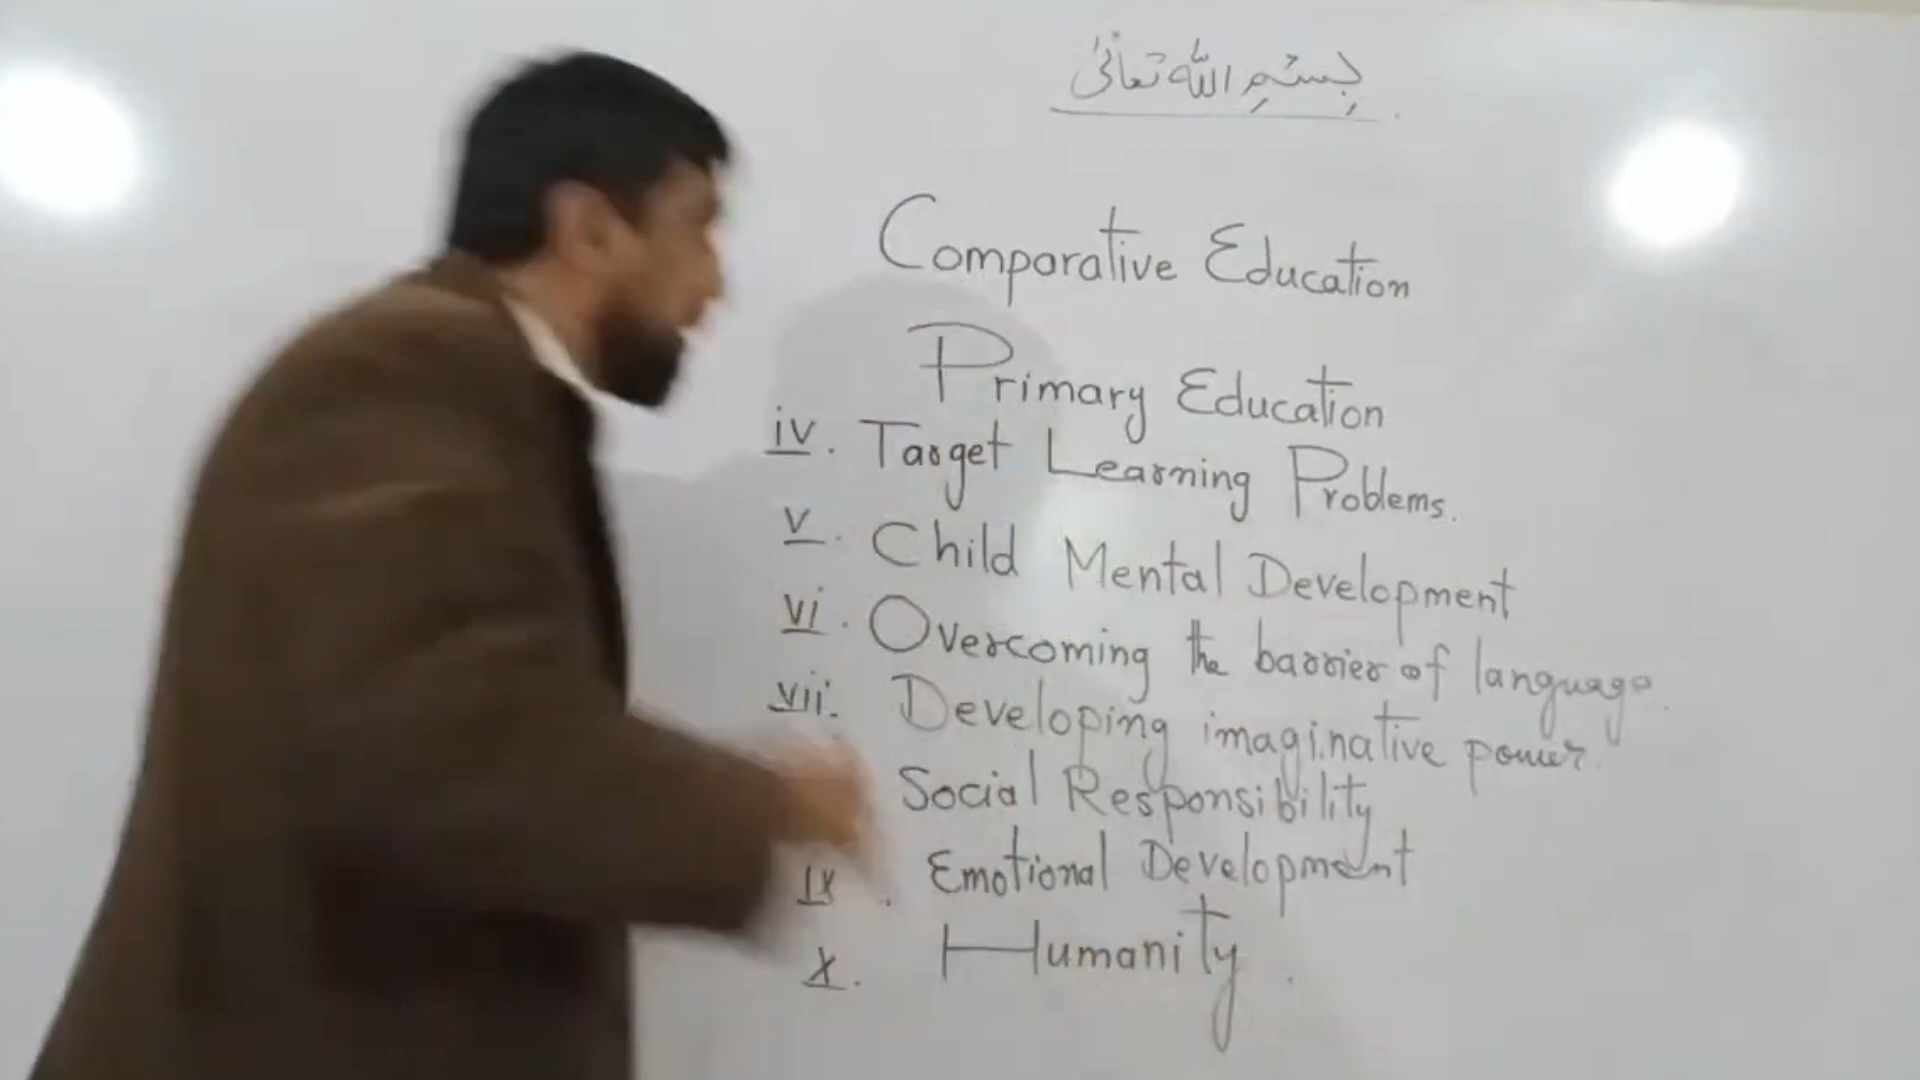 بسم اللہ تعالیٰ
Comparative Education
Primary Education
iv. Target Learning Problems.
v. Child Mental Development
vi. Overcoming the barrier of language.
vii. Developing imaginative power.
Social Responsibility
ix. Emotional Development
x. Humanity.